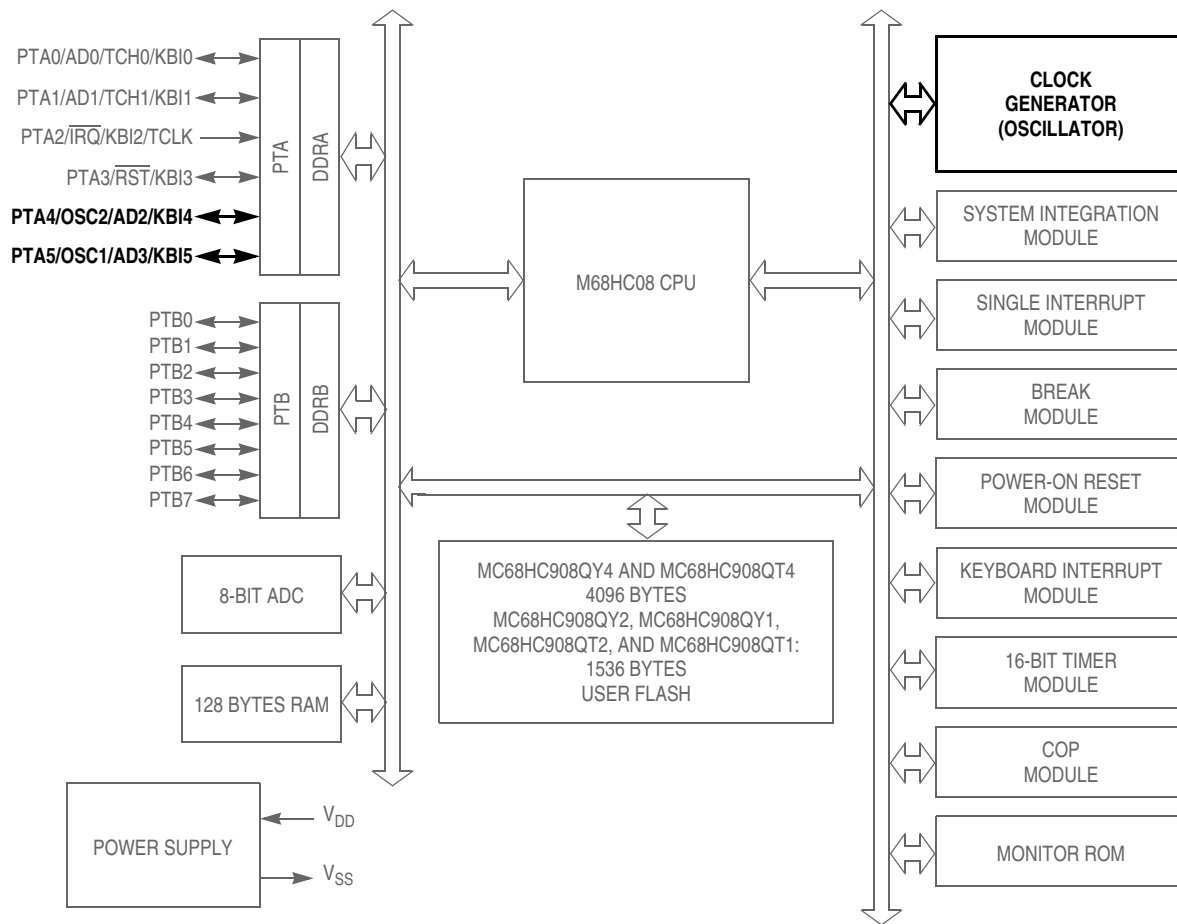 PTA0/AD0/TCH0/KBI0
PTA1/AD1/TCH1/KBI1
PTA2/IRQ/KBI2/TCLK
PTA3/RST/KBI3
PTA4/OSC2/AD2/KBI4
PTA5/OSC1/AD3/KBI5
PTA
DDRA
PTB0
PTB1
PTB2
PTB3
PTB4
PTB5
PTB6
PTB7
PTB
DDRB
8-BIT ADC
128 BYTES RAM
POWER SUPPLY
VDD
VSS
M68HC08 CPU
MC68HC908QY4 AND MC68HC908QT4
4096 BYTES
MC68HC908QY2, MC68HC908QY1,
MC68HC908QT2, AND MC68HC908QT1:
1536 BYTES
USER FLASH
CLOCK
GENERATOR
(OSCILLATOR)
SYSTEM INTEGRATION
MODULE
SINGLE INTERRUPT
MODULE
BREAK
MODULE
POWER-ON RESET
MODULE
KEYBOARD INTERRUPT
MODULE
16-BIT TIMER
MODULE
COP
MODULE
MONITOR ROM